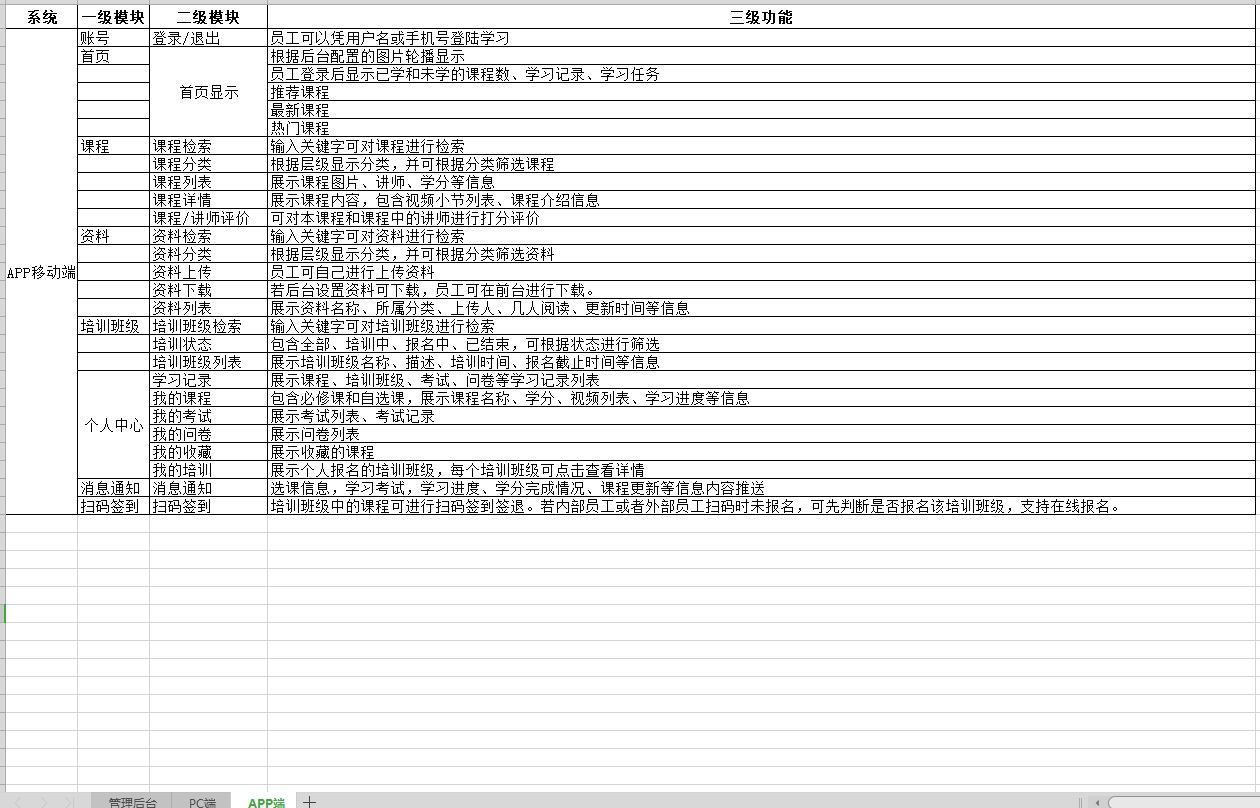 系统 一级模块 二级模块 三级功能
账号 登录/退出 员工可以凭用户名或手机号登陆学习
首页 根据后台配置的图片轮播显示
员工登录后显示已学和未学的课程数、学习记录、学习任务
首页显示 推荐课程
最新课程
热门课程
课程 课程检索 输入关键字可对课程进行检索
课程分类 根据层级显示分类，并可根据分类筛选课程
课程列表 展示课程图片、讲师、学分等信息
课程详情 展示课程内容，包含视频小节列表、课程介绍信息
课程/讲师评价 可对本课程和课程中的讲师进行打分评价
资料 资料检索 输入关键字可对资料进行检索
资料分类 根据层级显示分类，并可根据分类筛选资料
APP移动端 资料上传 员工可自己进行上传资料
资料下载 若后台设置资料可下载，员工可在前台进行下载。
资料列表 展示资料名称、所属分类、上传人、几人阅读、更新时间等信息
培训班级 培训班级检索 输入关键字可对培训班级进行检索
培训状态 包含全部、培训中、报名中、已结束，可根据状态进行筛选
培训班级列表 展示培训班级名称、描述、培训时间、报名截止时间等信息
学习记录 展示课程、培训班级、考试、问卷等学习记录列表
我的课程 包含必修课和自选课，展示课程名称、学分、视频列表、学习进度等信息
个人中心 我的考试 展示考试列表、考试记录
我的问卷 展示问卷列表
我的收藏 展示收藏的课程
我的培训 展示个人报名的培训班级，每个培训班级可点击查看详情
消息通知 消息通知 选课信息，学习考试，学习进度、学分完成情况、课程更新等信息内容推送
扫码签到 扫码签到 培训班级中的课程可进行扫码签到签退。若内部员工或者外部员工扫码时未报名，可先判断是否报名该培训班级，支持在线报名。
管理后台 PC端 APP端